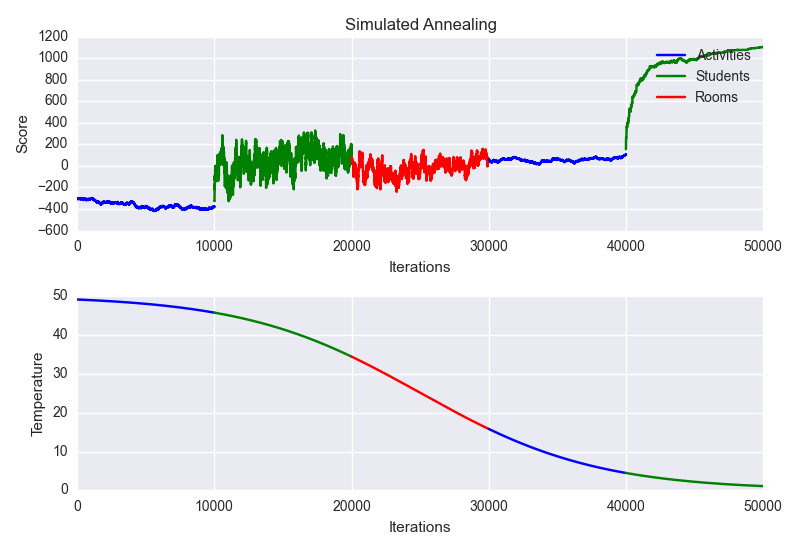 Simulated Annealing
1200
1000
800
600
400
200
0
−200
−400
−600
Score
Activities
Students
Rooms
0 10000 20000 30000 40000 50000
Iterations
50
40
30
20
10
0
Temperature
0 10000 20000 30000 40000 50000
Iterations